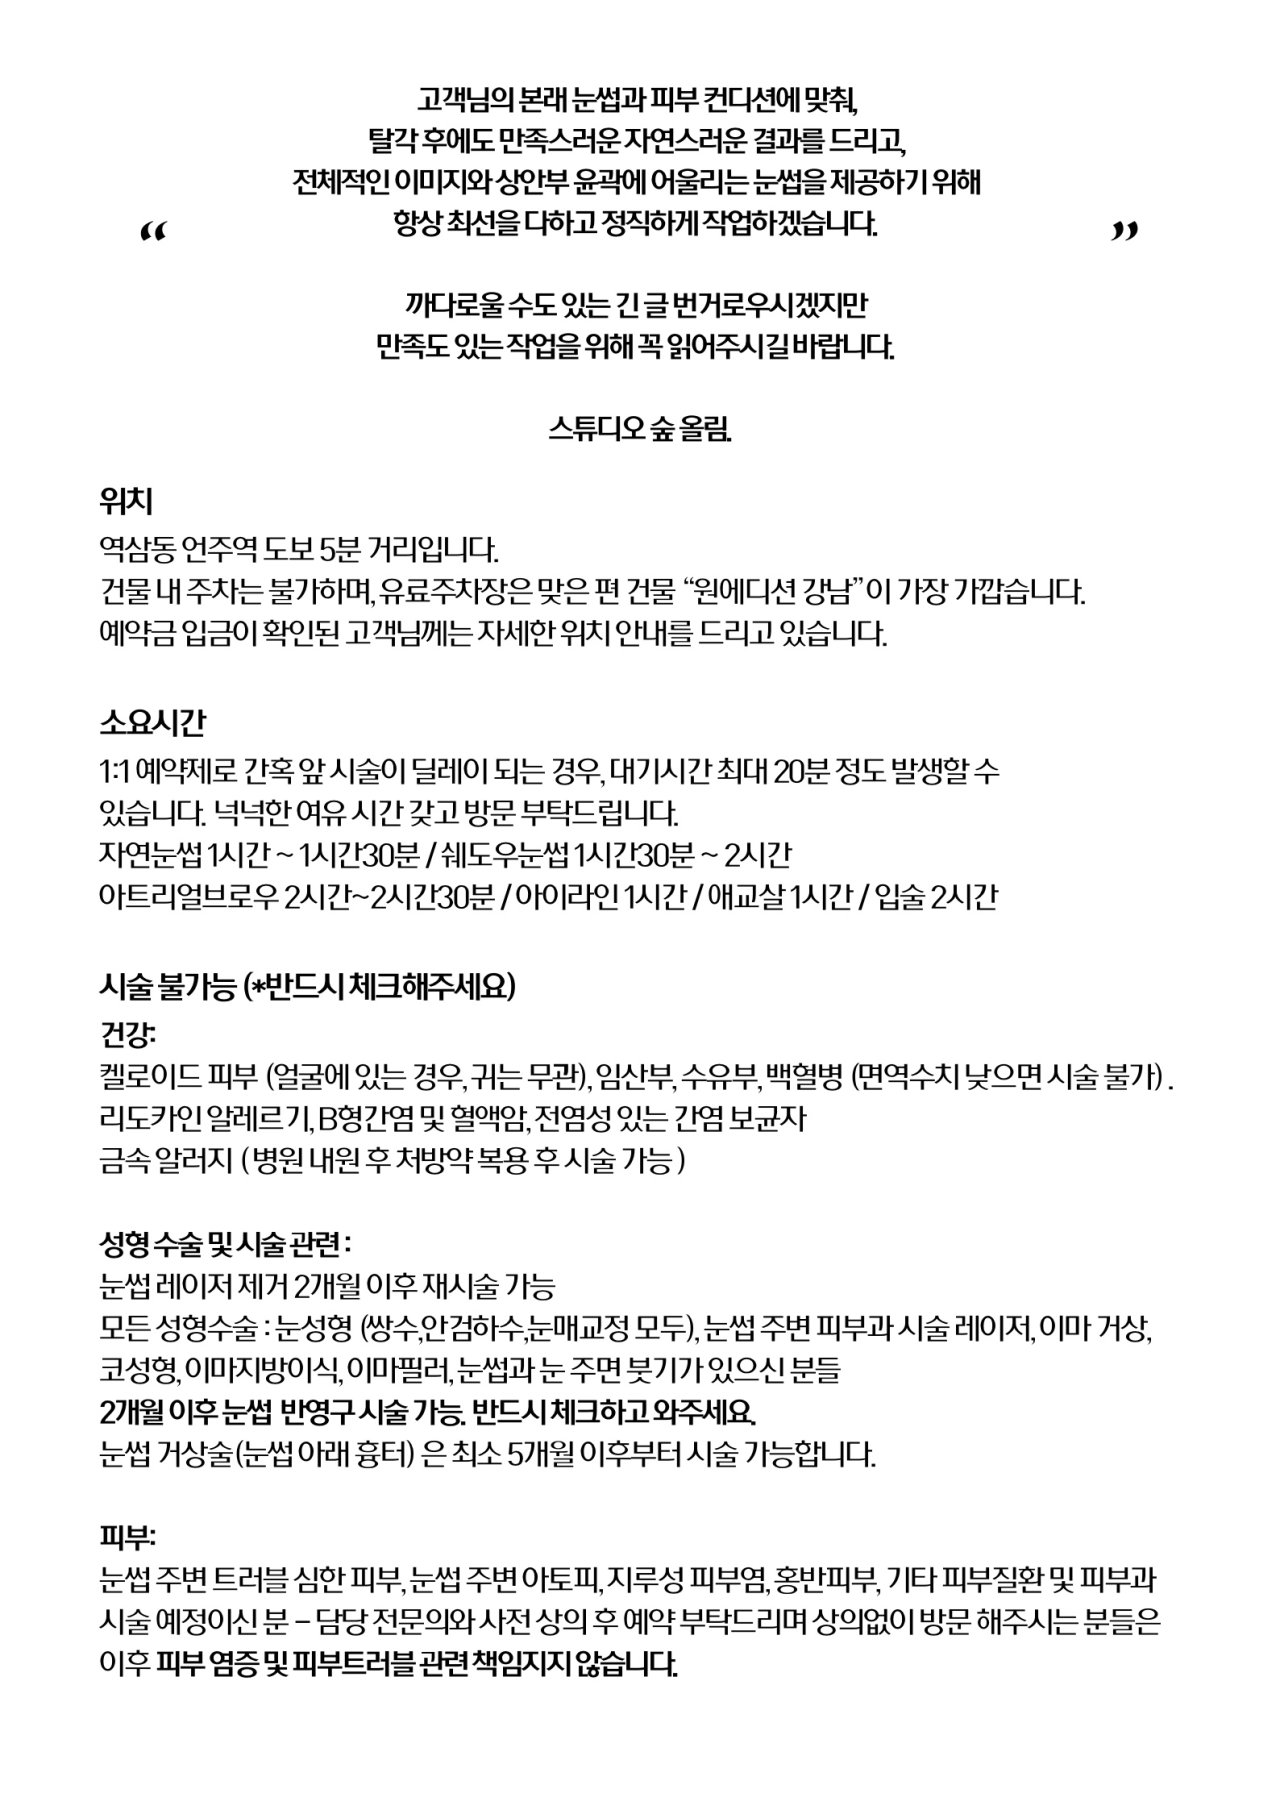 고객님의 본래 눈썹과 피부 컨디션에 맞춰,
탈각 후에도 만족스러운 자연스러운 결과를 드리고,
전체적인 이미지와 상안부 윤곽에 어울리는 눈썹을 제공하기 위해
“ 항상 최선을 다하고 정직하게 작업하겠습니다. ”
까다로울 수도 있는 긴 글 번거로우시겠지만
만족도 있는 작업을 위해 꼭 읽어주시길 바랍니다.
스튜디오 숲 올림.
위치
역삼동 언주역 도보 5분 거리입니다.
건물 내 주차는 불가하며, 유료주차장은 맞은 편 건물 “원에디션 강남”이 가장 가깝습니다.
예약금 입금이 확인된 고객님께는 자세한 위치 안내를 드리고 있습니다.
소요시간
1:1 예약제로 간혹 앞 시술이 딜레이 되는 경우, 대기시간 최대 20분 정도 발생할 수
있습니다. 넉넉한 여유 시간 갖고 방문 부탁드립니다.
자연눈썹 1시간 ~ 1시간30분 / 쉐도우눈썹 1시간30분 ~ 2시간
아트리얼브로우 2시간~2시간30분 / 아이라인 1시간 / 애교살 1시간 / 입술 2시간
시술 불가능 (*반드시 체크해주세요)
건강:
켈로이드 피부 (얼굴에 있는 경우, 귀는 무관), 임산부, 수유부, 백혈병 (면역수치 낮으면 시술 불가) .
리도카인 알레르기, B형간염 및 혈액암, 전염성 있는 간염 보균자
금속 알러지 ( 병원 내원 후 처방약 복용 후 시술 가능 )
성형 수술 및 시술 관련 :
눈썹 레이저 제거 2개월 이후 재시술 가능
모든 성형수술 : 눈성형 (쌍수,안검하수,눈매교정 모두), 눈썹 주변 피부과 시술 레이저, 이마 거상,
코성형, 이마지방이식, 이마필러, 눈썹과 눈 주면 붓기가 있으신 분들
2개월 이후 눈썹 반영구 시술 가능. 반드시 체크하고 와주세요.
눈썹 거상술(눈썹 아래 흉터) 은 최소 5개월 이후부터 시술 가능합니다.
피부:
눈썹 주변 트러블 심한 피부, 눈썹 주변 아토피, 지루성 피부염, 홍반피부, 기타 피부질환 및 피부과
시술 예정이신 분 – 담당 전문의와 사전 상의 후 예약 부탁드리며 상의없이 방문 해주시는 분들은
이후 피부 염증 및 피부트러블 관련 책임지지 않습니다.